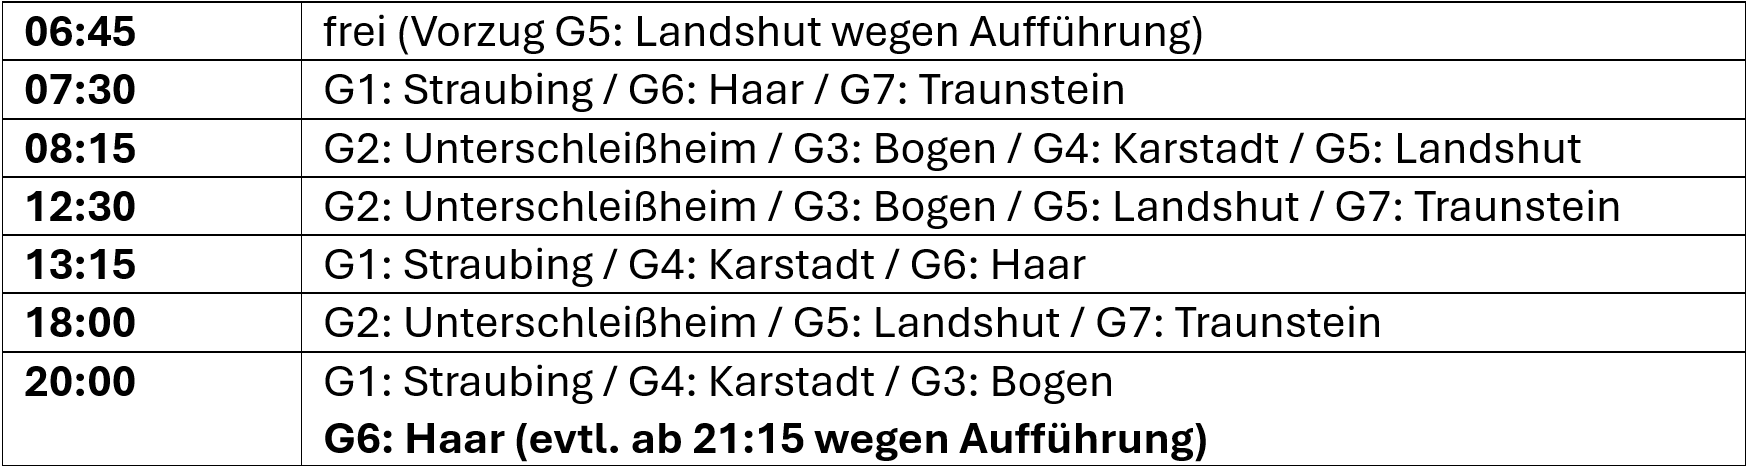 06:45 frei (Vorzug G5: Landshut wegen Aufführung)
07:30 G1: Straubing / G6: Haar / G7: Traunstein
08:15 G2: Unterschleißheim / G3: Bogen / G4: Karstadt / G5: Landshut
12:30 G2: Unterschleißheim / G3: Bogen / G5: Landshut / G7: Traunstein
13:15 G1: Straubing / G4: Karstadt / G6: Haar
18:00 G2: Unterschleißheim / G5: Landshut / G7: Traunstein
20:00 G1: Straubing / G4: Karstadt / G3: Bogen
G6: Haar (evtl. ab 21:15 wegen Aufführung)